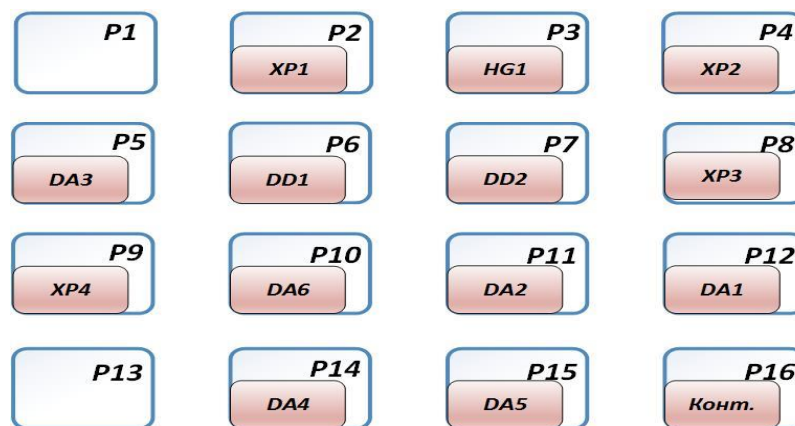 P1 P2 P3 P4
XP1 HG1 XP2
P5 P6 P7 P8
DA3 DD1 DD2 XP3
P9 P10 P11 P12
XP4 DA6 DA2 DA1
P13 P14 P15 P16
DA4 DA5 Конт.